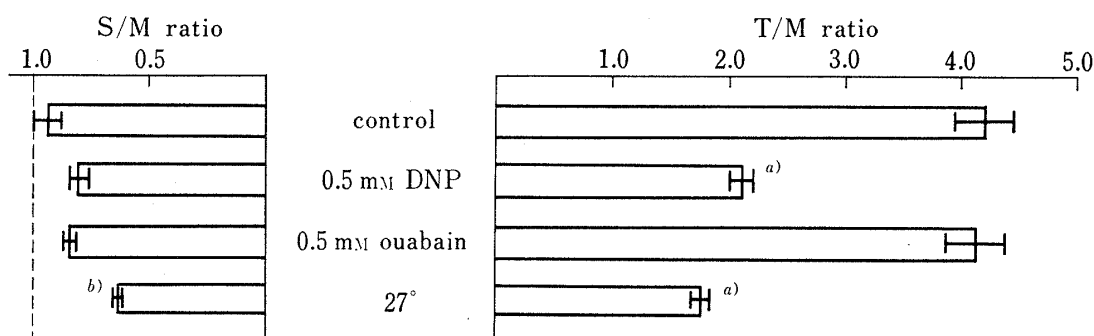 S/M ratio
1.0 0.5
T/M ratio
1.0 2.0 3.0 4.0 5.0
control
0.5 mM DNP a)
0.5 mM ouabain
b) 27° a)